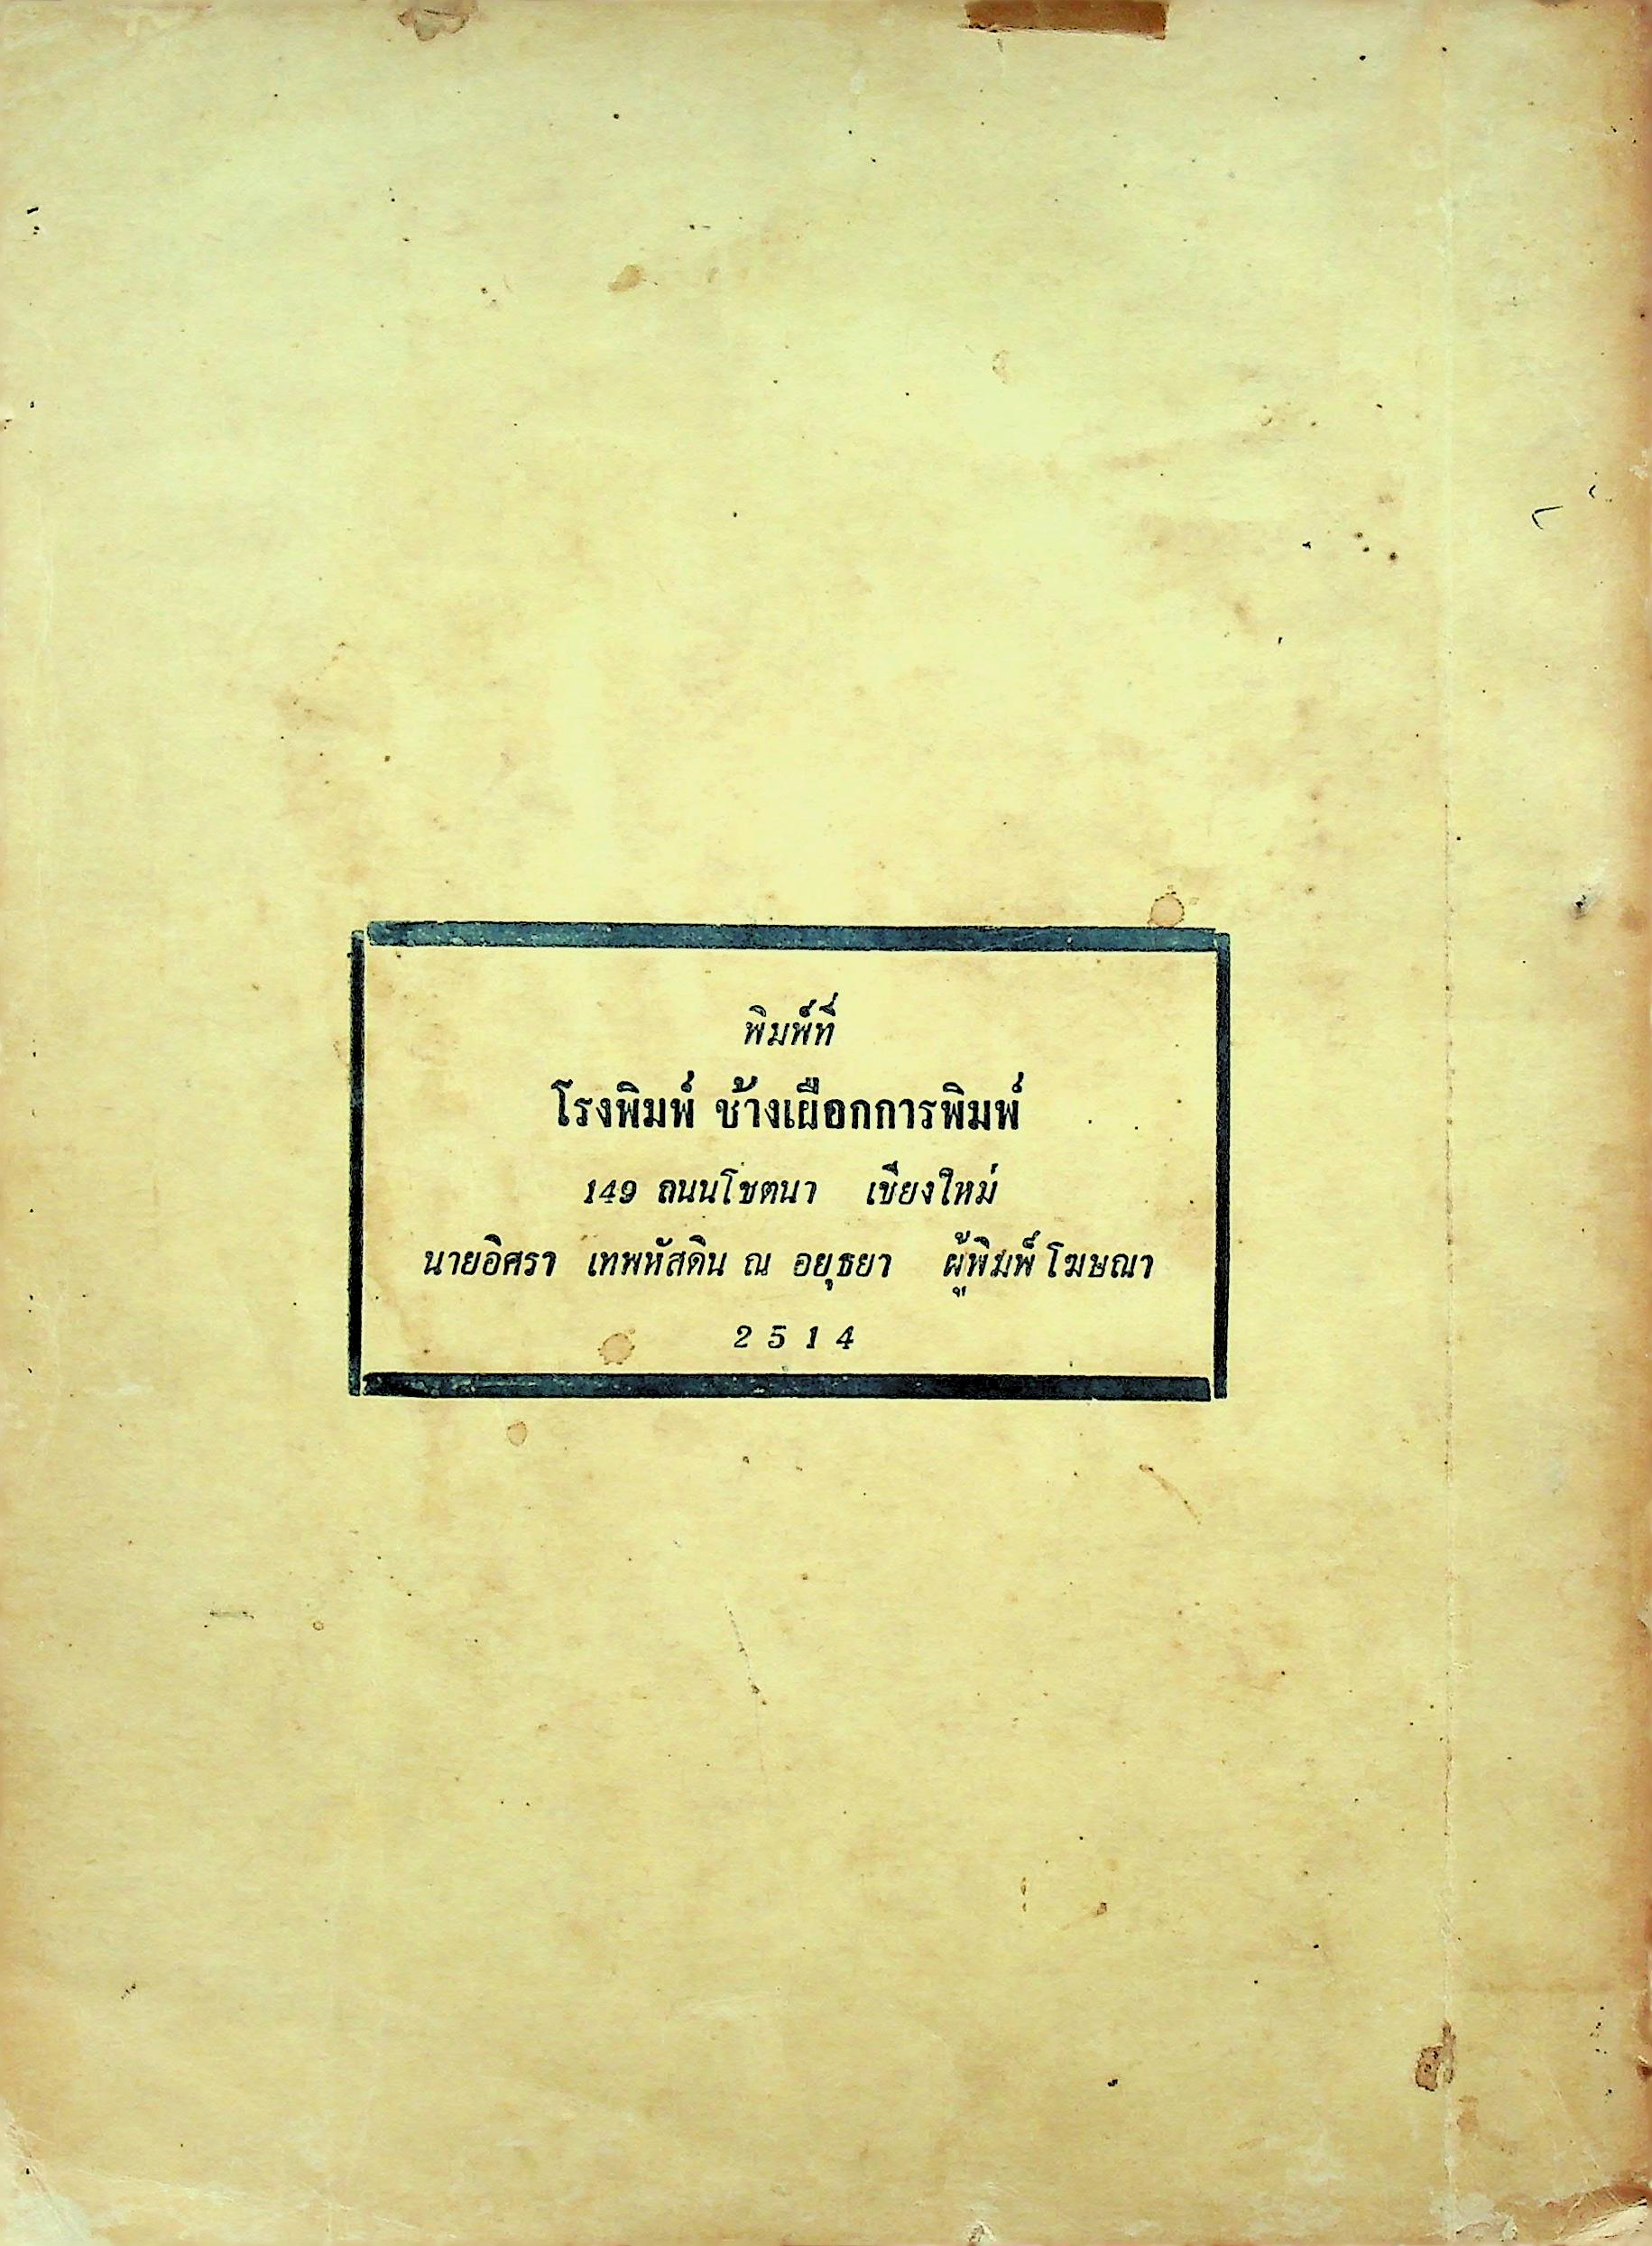 พิมพ์ที่
โรงพิมพ์ ช้างเผือกการพิมพ์
149 ถนนโชตนา เชียงใหม่
นายอิศรา เทพหัสดิน ณ อยุธยา ผู้พิมพ์โฆษณา
2514